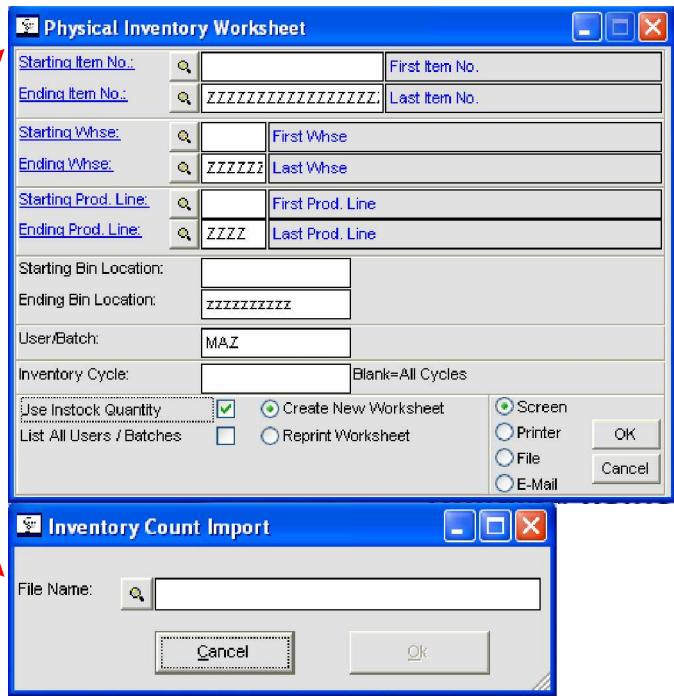 Physical Inventory Worksheet
Starting Item No.: First Item No.
Ending Item No.: ZZZZZZZZZZZZZZZZZZ Last Item No.
Starting Whse: First Whse
Ending Whse: ZZZZZZ Last Whse
Starting Prod. Line: First Prod. Line
Ending Prod. Line: ZZZZ Last Prod. Line
Starting Bin Location:
Ending Bin Location: zzzzzzzzzz
User/Batch: MAZ
Inventory Cycle: Blank=All Cycles
Use Instock Quantity Create New Worksheet Screen
List All Users / Batches Reprint Worksheet Printer OK
File Cancel
E-Mail
Inventory Count Import
File Name:
Cancel Ok